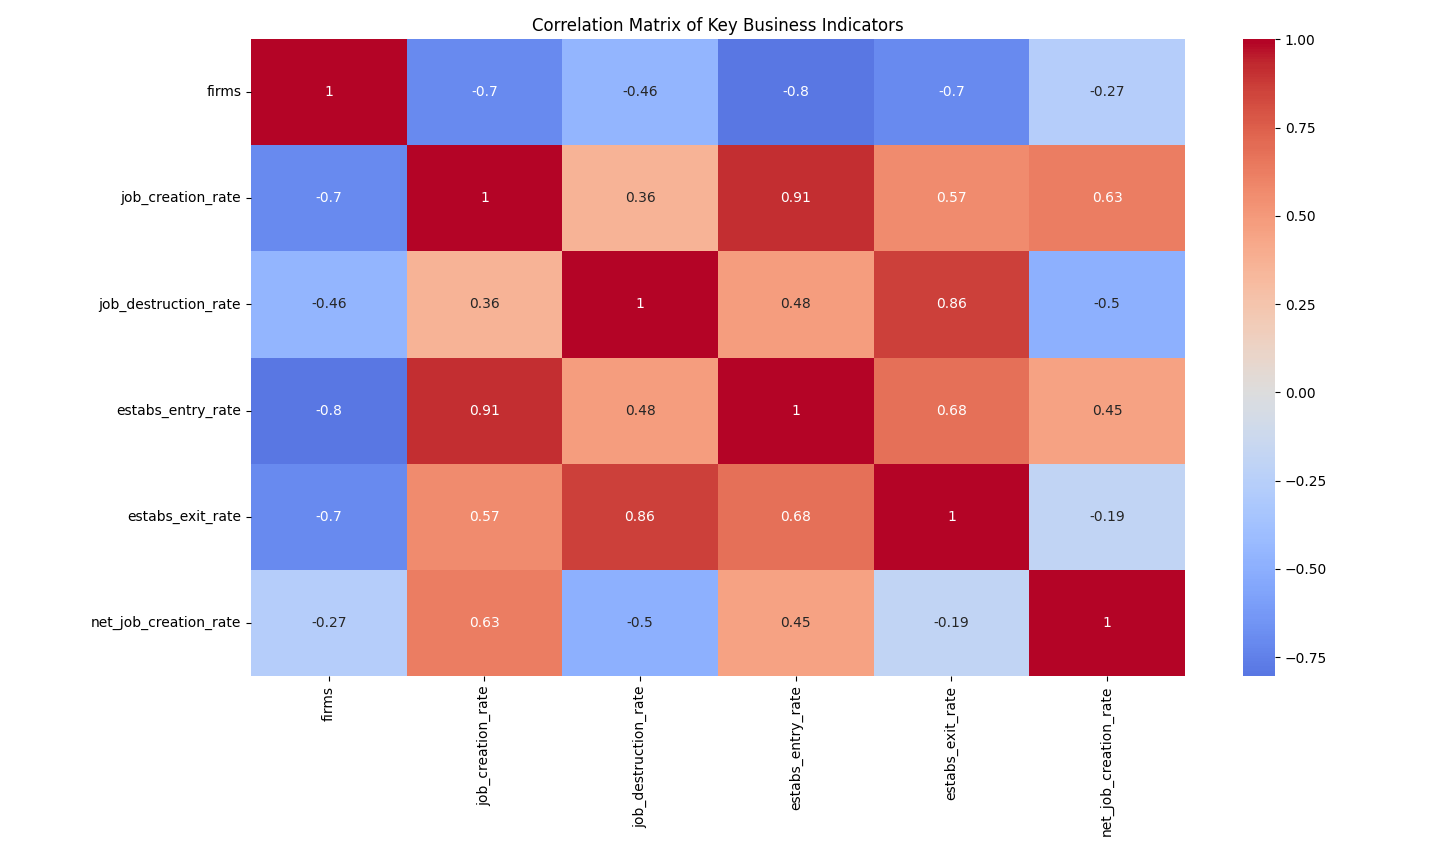 Correlation Matrix of Key Business Indicators
firms 1 -0.7 -0.46 -0.8 -0.7 -0.27
job_creation_rate -0.7 1 0.36 0.91 0.57 0.63
job_destruction_rate -0.46 0.36 1 0.48 0.86 -0.5
estabs_entry_rate -0.8 0.91 0.48 1 0.68 0.45
estabs_exit_rate -0.7 0.57 0.86 0.68 1 -0.19
net_job_creation_rate -0.27 0.63 -0.5 0.45 -0.19 1
firms
job_creation_rate
job_destruction_rate
estabs_entry_rate
estabs_exit_rate
net_job_creation_rate
1.00
0.75
0.50
0.25
0.00
−0.25
−0.50
−0.75